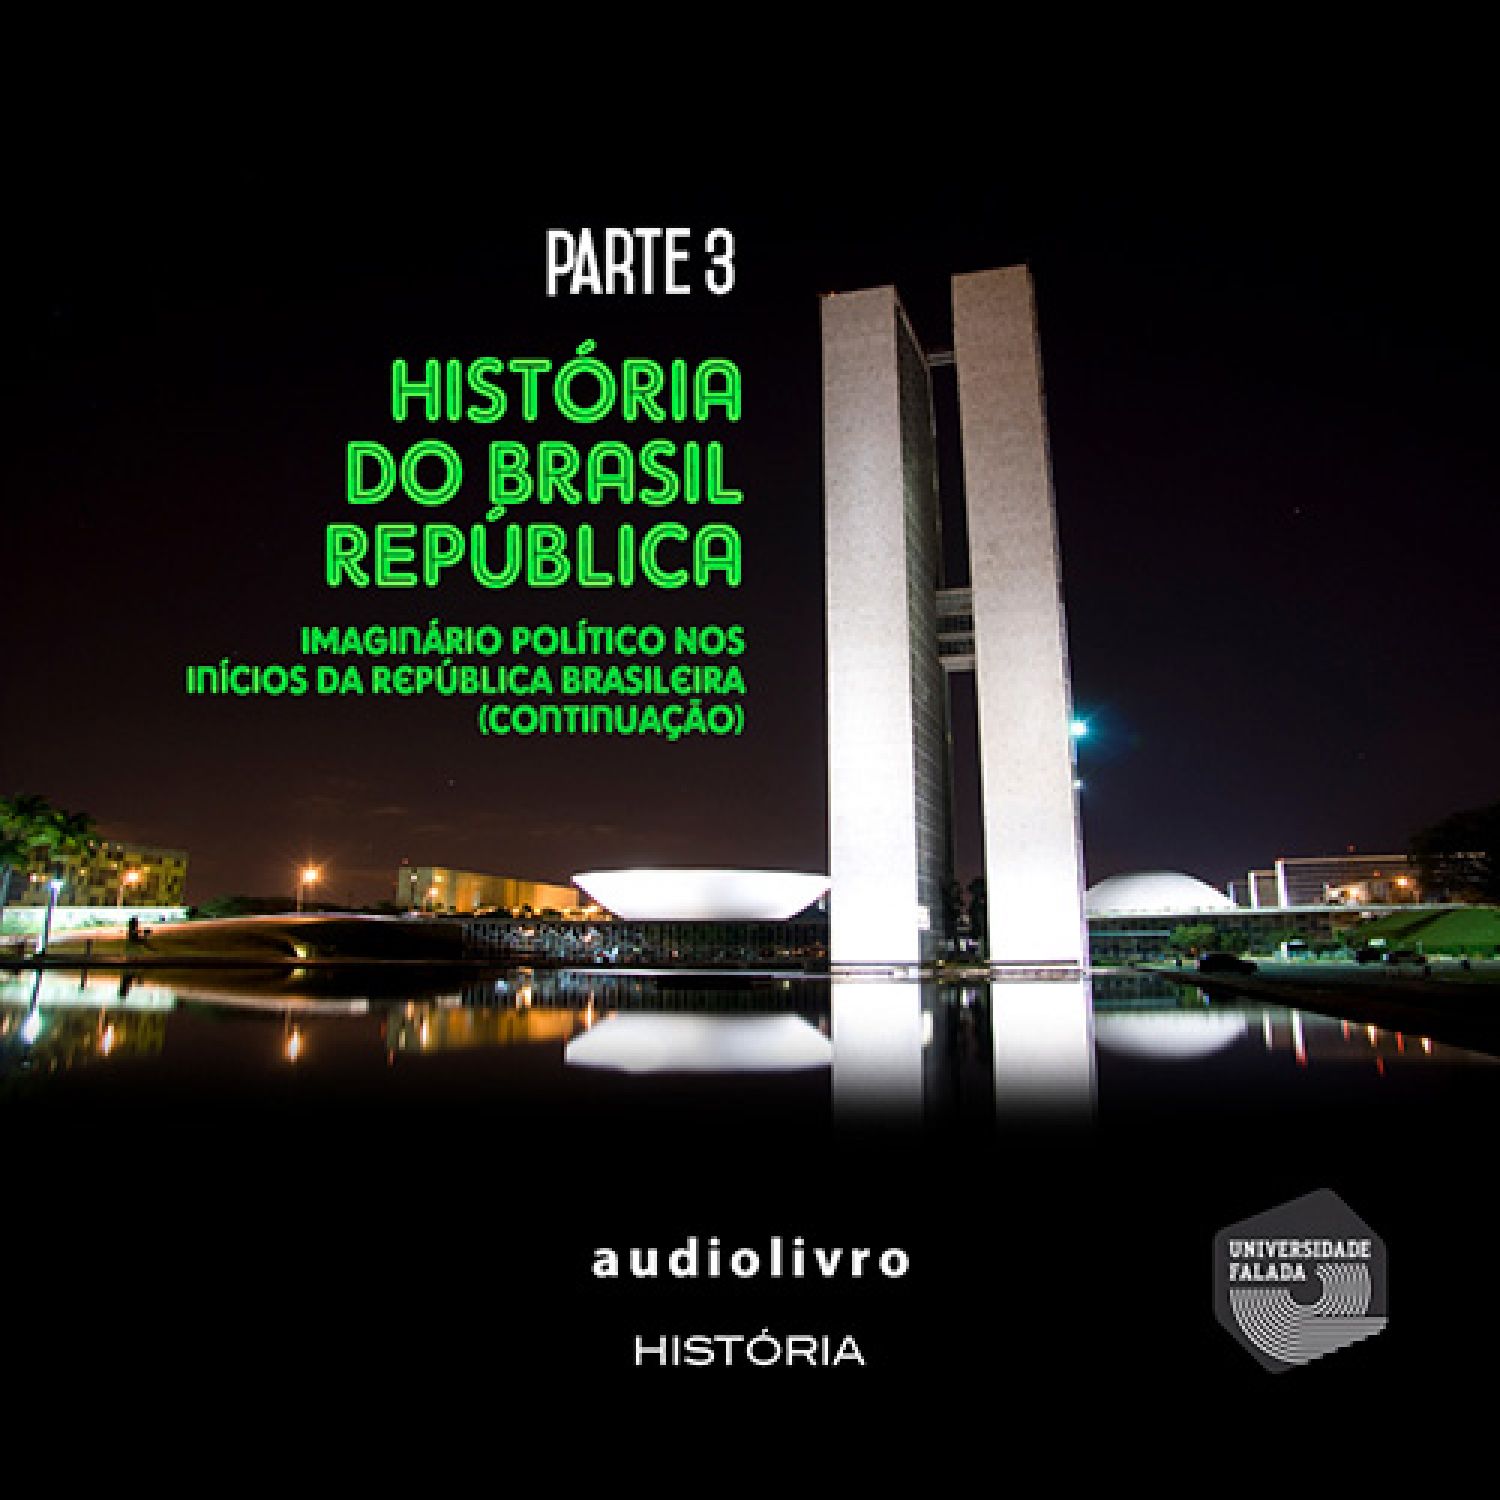 PARTE 3
HISTÓRIA
DO BRASIL
REPÚBLICA
IMAGINÁRIO POLÍTICO NOS
INÍCIOS DA REPÚBLICA BRASILEIRA
(CONTINUAÇÃO)
audiolivro
HISTÓRIA
UNIVERSIDADE
FALADA